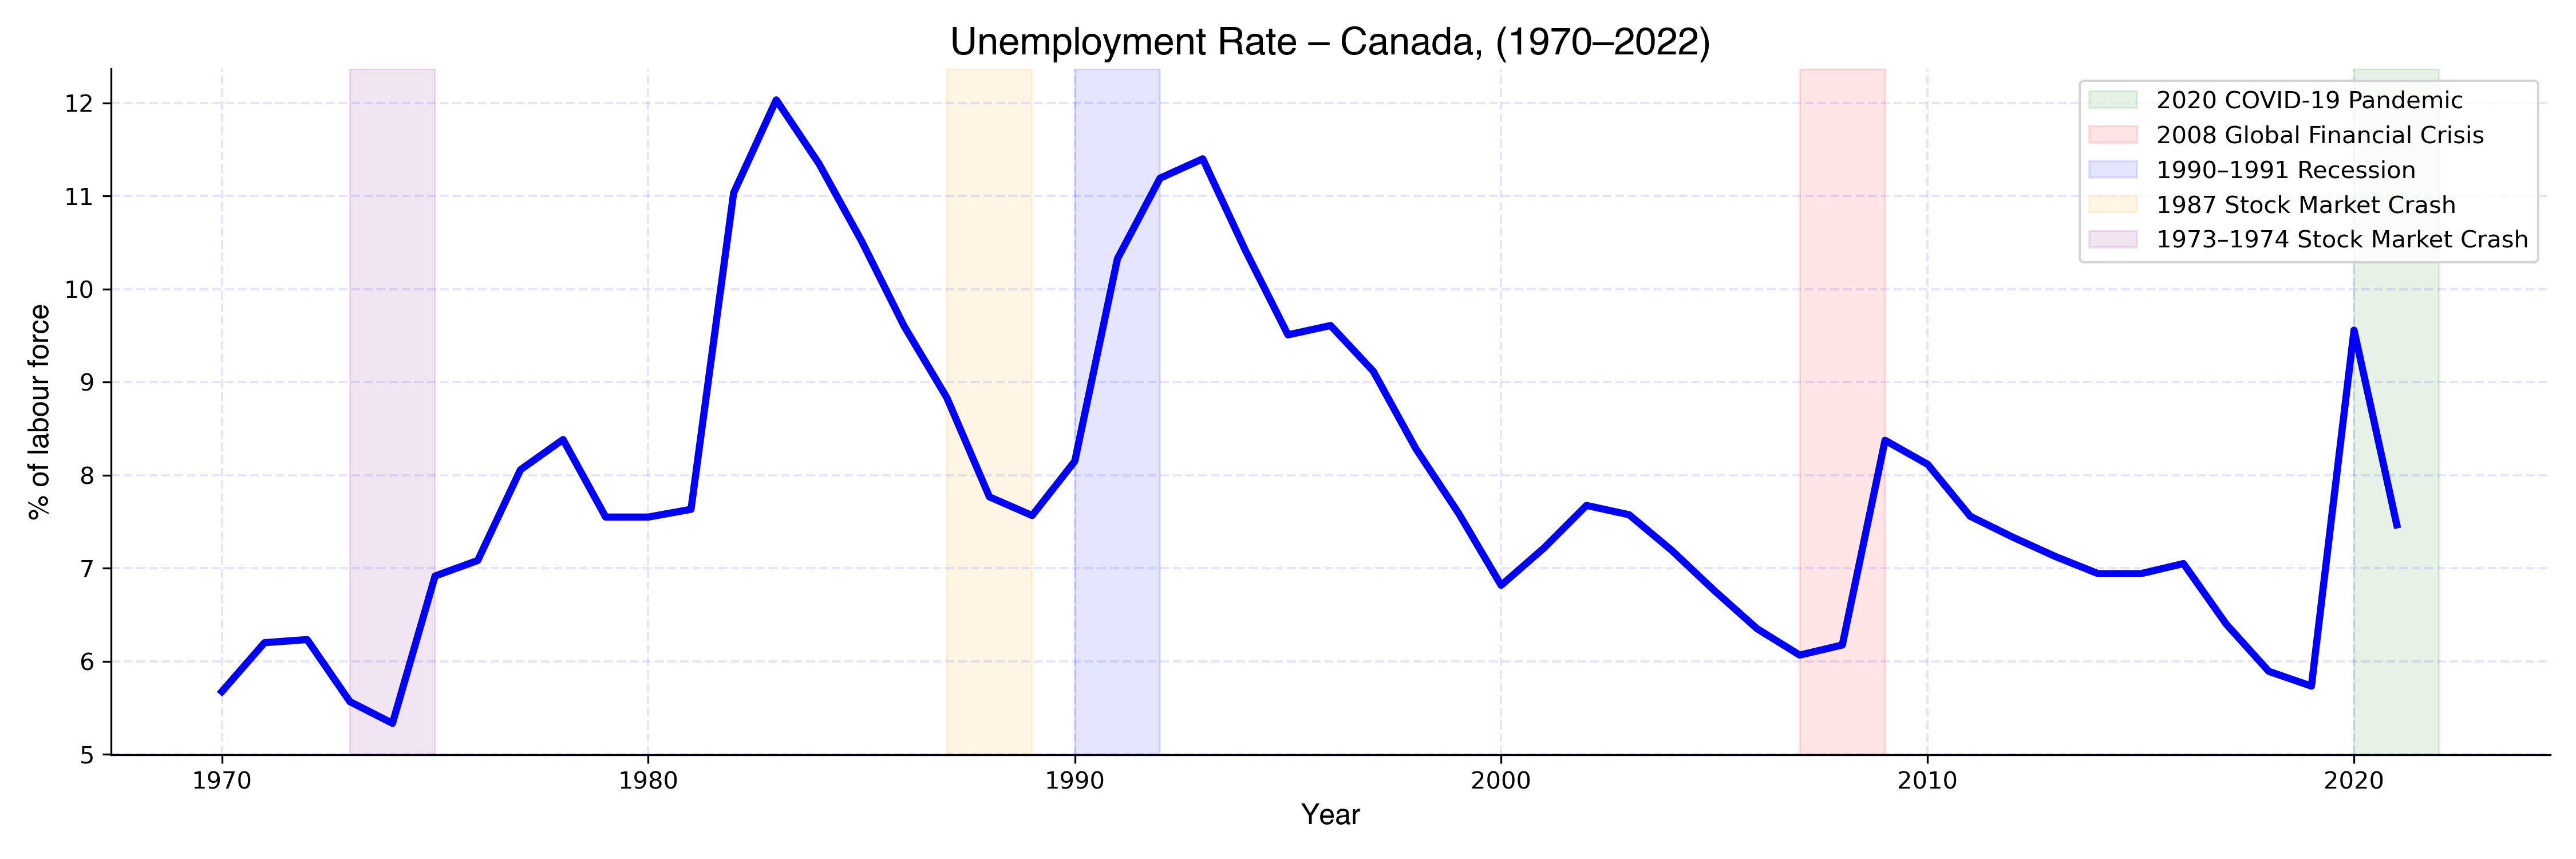 Unemployment Rate – Canada, (1970–2022)
% of labour force
12
11
10
9
8
7
6
5
2020 COVID-19 Pandemic
2008 Global Financial Crisis
1990–1991 Recession
1987 Stock Market Crash
1973–1974 Stock Market Crash
1970 1980 1990 2000 2010 2020
Year